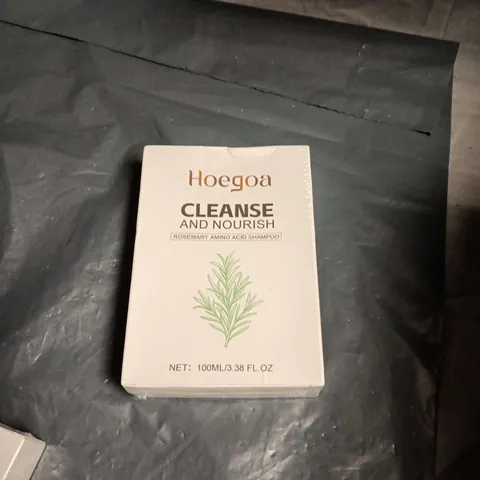 Hoegoa
CLEANSE
AND NOURISH
ROSEMARY AMINO ACID SHAMPOO
NET: 100ML/3.38 FL.OZ